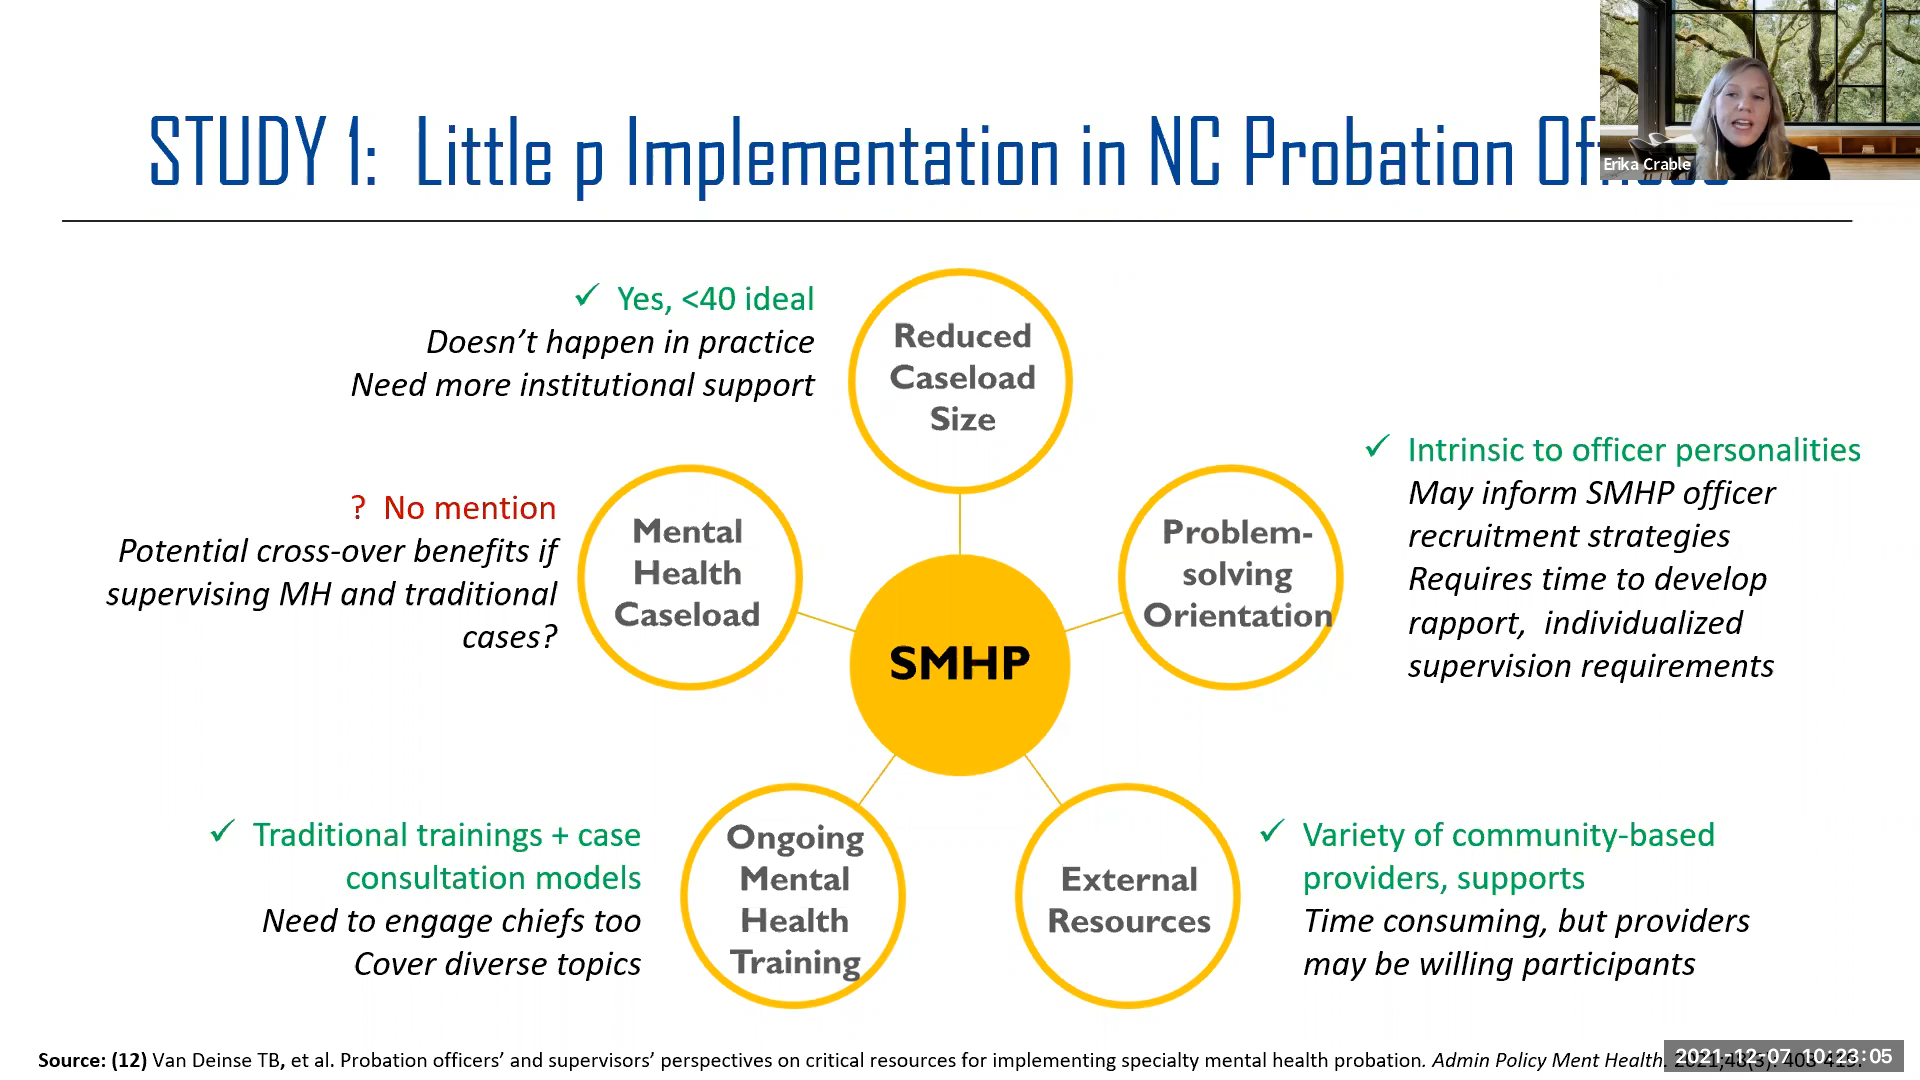 STUDY 1: Little p Implementation in NC Probation
Erika Crable
✓ Yes, <40 ideal
Doesn't happen in practice
Need more institutional support
Reduced
Caseload
Size
✓ Intrinsic to officer personalities
May inform SMHP officer
recruitment strategies
Requires time to develop
rapport, individualized
supervision requirements
Problem-
solving
Orientation
? No mention
Potential cross-over benefits if
supervising MH and traditional
cases?
Mental
Health
Caseload
SMHP
✓ Traditional trainings + case
consultation models
Need to engage chiefs too
Cover diverse topics
Ongoing
Mental
Health
Training
External
Resources
✓ Variety of community-based
providers, supports
Time consuming, but providers
may be willing participants
Source: (12) Van Deinse TB, et al. Probation officers' and supervisors' perspectives on critical resources for implementing specialty mental health probation. Admin Policy Ment Health.
2021-12-07 10:23:05